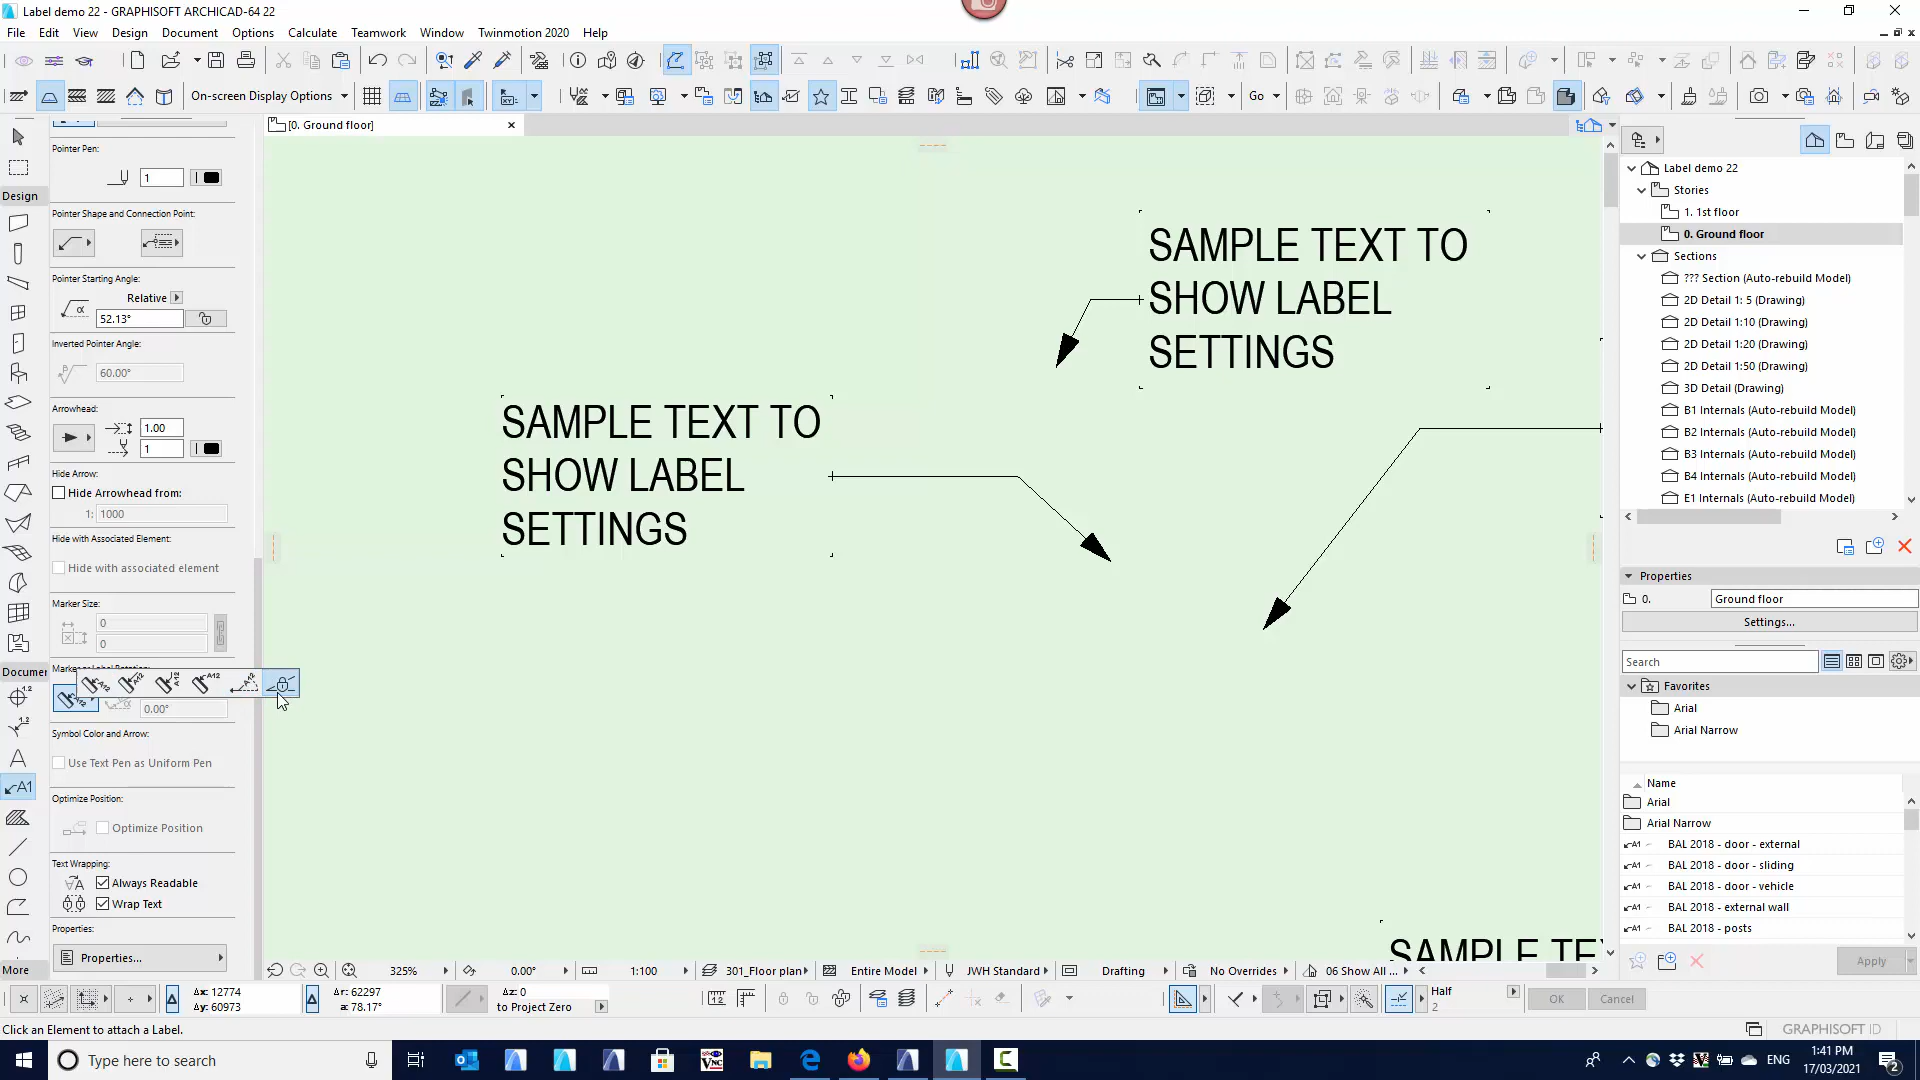 Label demo 22 - GRAPHISOFT ARCHICAD-64 22
File Edit View Design Document Options Calculate Teamwork Window Twinmotion 2020 Help
On-screen Display Options
Go
[0. Ground floor]
Pointer Pen:
1
Design
Pointer Shape and Connection Point:
Pointer Starting Angle:
Relative
52.13°
Inverted Pointer Angle:
60.00°
Arrowhead:
1.00
1
Hide Arrow:
Hide Arrowhead from:
1: 1000
Hide with Associated Element:
Hide with associated element
Marker Size:
0
0
0.00°
Symbol Color and Arrow:
Use Text Pen as Uniform Pen
Optimize Position:
Optimize Position
Text Wrapping:
Always Readable
Wrap Text
Properties:
Properties...
More
SAMPLE TEXT TO
SHOW LABEL
SETTINGS
SAMPLE TEXT TO
SHOW LABEL
SETTINGS
Label demo 22
Stories
1. 1st floor
0. Ground floor
Sections
??? Section (Auto-rebuild Model)
2D Detail 1: 5 (Drawing)
2D Detail 1:10 (Drawing)
2D Detail 1:20 (Drawing)
2D Detail 1:50 (Drawing)
3D Detail (Drawing)
B1 Internals (Auto-rebuild Model)
B2 Internals (Auto-rebuild Model)
B3 Internals (Auto-rebuild Model)
B4 Internals (Auto-rebuild Model)
E1 Internals (Auto-rebuild Model)
Properties
0. Ground floor
Settings...
Search
Favorites
Arial
Arial Narrow
Name
Arial
Arial Narrow
BAL 2018 - door - external
BAL 2018 - door - sliding
BAL 2018 - door - vehicle
BAL 2018 - external wall
BAL 2018 - posts
Apply
325% 0.00° 1:100 301_Floor plan Entire Model JWH Standard Drafting No Overrides 06 Show All ...
Δx: 12774 Δr: 62297 Δz: 0 Half
Δy: 60973 a: 78.17° to Project Zero 2
OK Cancel
Click an Element to attach a Label.
GRAPHISOFT ID
Type here to search
ENG
1:41 PM
17/03/2021
2